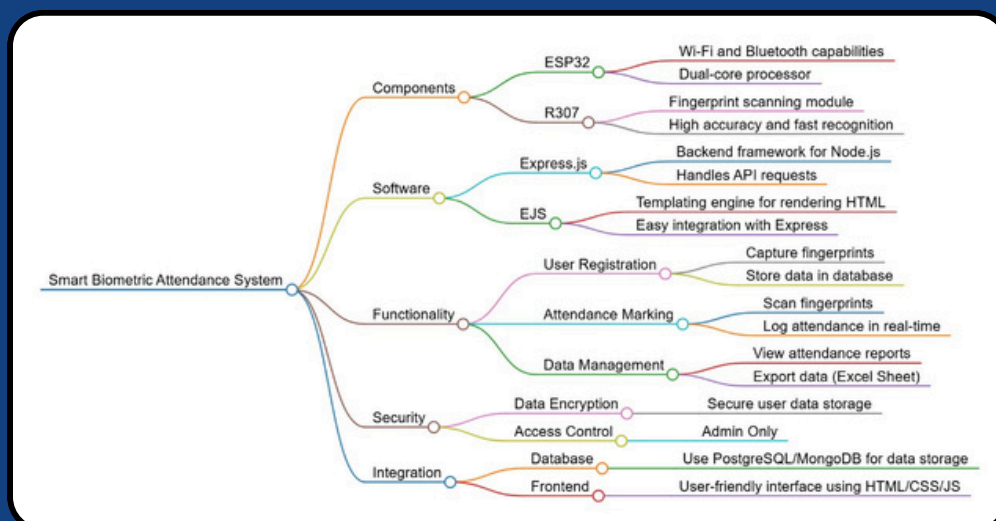 Smart Biometric Attendance System
Components
ESP32
Wi-Fi and Bluetooth capabilities
Dual-core processor
R307
Fingerprint scanning module
High accuracy and fast recognition
Software
Express.js
Backend framework for Node.js
Handles API requests
EJS
Templating engine for rendering HTML
Easy integration with Express
Functionality
User Registration
Capture fingerprints
Store data in database
Attendance Marking
Scan fingerprints
Log attendance in real-time
Data Management
View attendance reports
Export data (Excel Sheet)
Security
Data Encryption
Secure user data storage
Access Control
Admin Only
Integration
Database
Use PostgreSQL/MongoDB for data storage
Frontend
User-friendly interface using HTML/CSS/JS